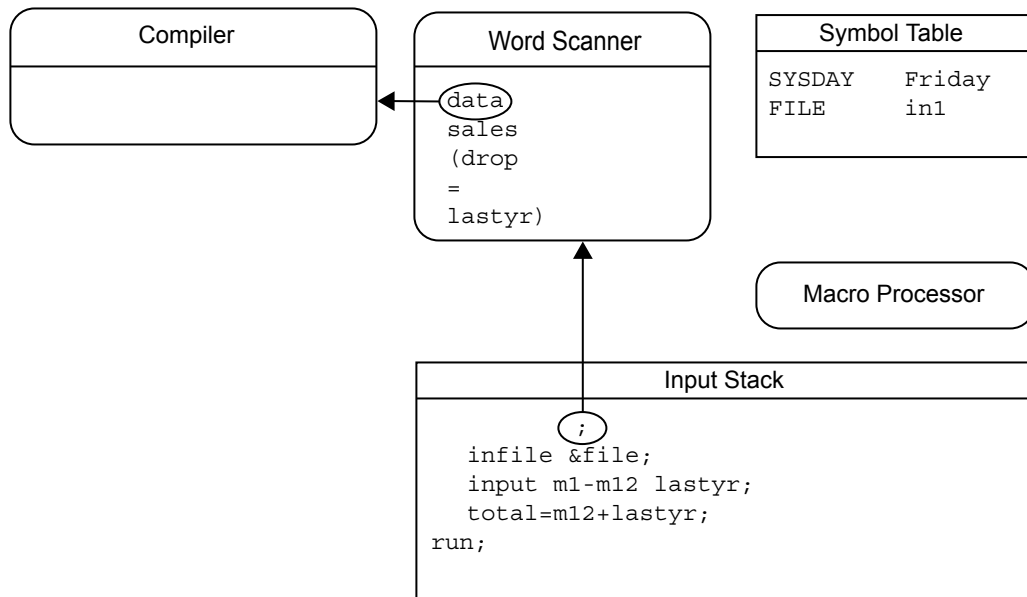 Compiler
Word Scanner
data
sales
(drop
=
lastyr)
Symbol Table
SYSDAY Friday
FILE in1
Macro Processor
Input Stack
;
infile &file;
input m1-m12 lastyr;
total=m12+lastyr;
run;